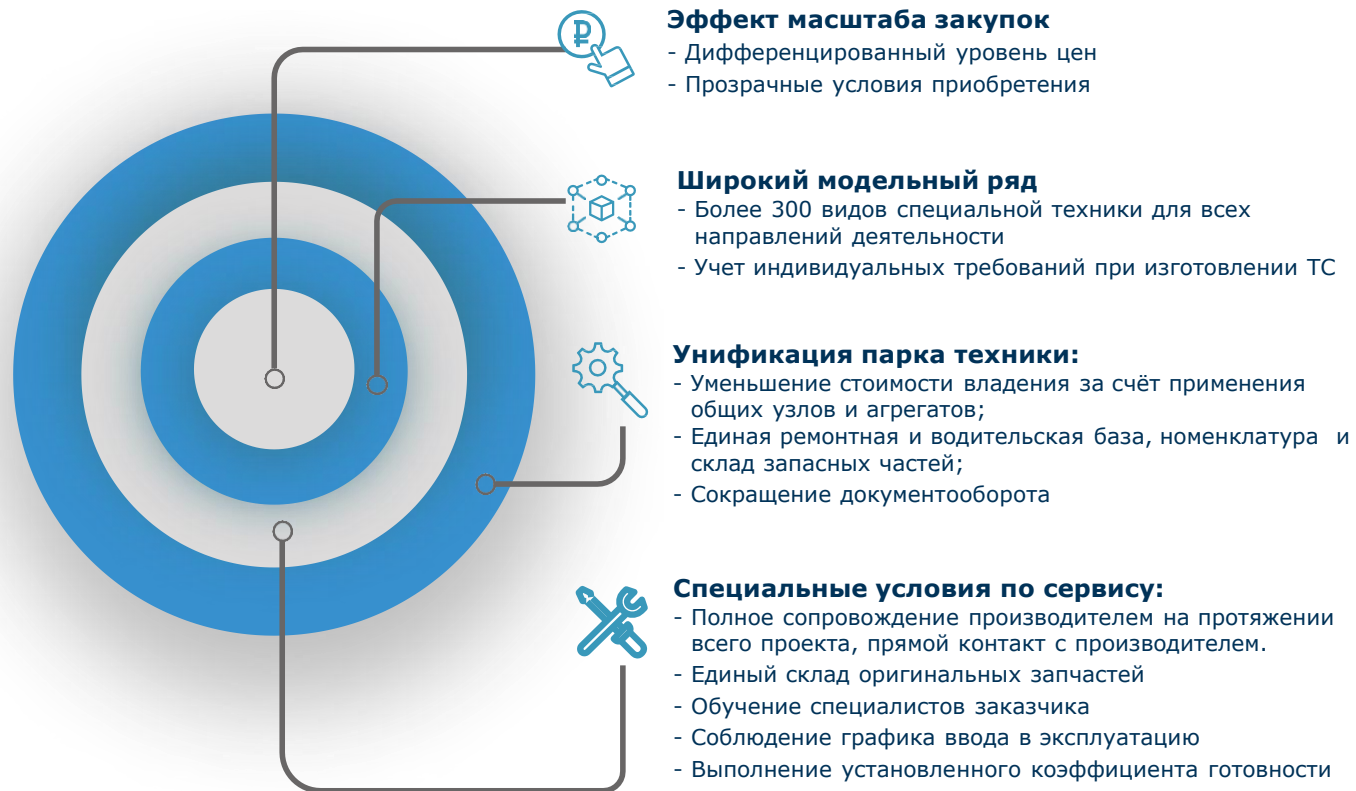 Эффект масштаба закупок
- Дифференцированный уровень цен
- Прозрачные условия приобретения
Широкий модельный ряд
- Более 300 видов специальной техники для всех
направлений деятельности
- Учет индивидуальных требований при изготовлении ТС
Унификация парка техники:
- Уменьшение стоимости владения за счёт применения
общих узлов и агрегатов;
- Единая ремонтная и водительская база, номенклатура и
склад запасных частей;
- Сокращение документооборота
Специальные условия по сервису:
- Полное сопровождение производителем на протяжении
всего проекта, прямой контакт с производителем.
- Единый склад оригинальных запчастей
- Обучение специалистов заказчика
- Соблюдение графика ввода в эксплуатацию
- Выполнение установленного коэффициента готовности